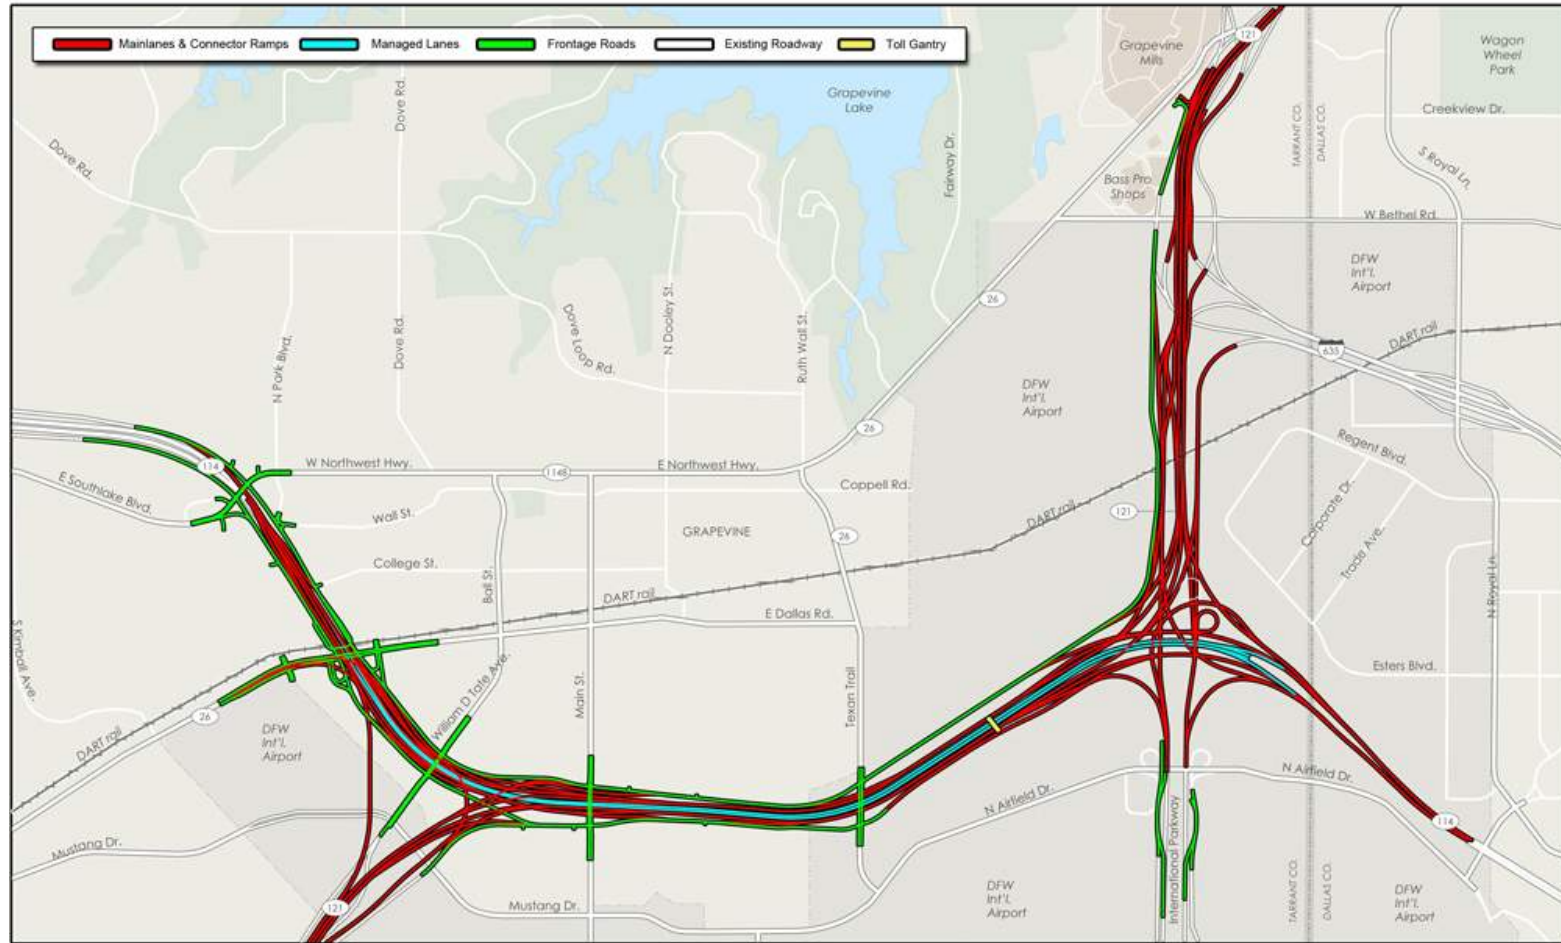 Mainlanes & Connector Ramps
Managed Lanes
Frontage Roads
Existing Roadway
Toll Gantry
121
Grapevine
Mills
Wagon
Wheel
Park
Grapevine
Lake
Dove Rd.
Fairway Dr.
TARRANT CO.
DALLAS CO.
Creekview Dr.
Dove Rd.
S Royal Ln.
Bass Pro
Shops
W Bethel Rd.
DFW
Int'l.
Airport
26
N Dooley St.
Dove Loop Rd.
Ruth Wall St.
Dove Rd.
N Park Blvd.
DART rail
635
DFW
Int'l.
Airport
26
Regent Blvd.
114
W Northwest Hwy.
114B
E Northwest Hwy.
E Southlake Blvd.
Coppell Rd.
Wall St.
DART rail
121
Corporate Dr.
Trade Ave.
GRAPEVINE
26
College St.
Ball St.
DART rail
N Royal Ln.
E Dallas Rd.
S Kimball Ave.
Esters Blvd.
William D Tate Ave.
Main St.
Texan Trail
26
DART rail
DFW
Int'l.
Airport
N Airfield Dr.
N Airfield Dr.
International Parkway
114
Mustang Dr.
121
Mustang Dr.
DFW
Int'l.
Airport
TARRANT CO.
DALLAS CO.
DFW
Int'l.
Airport